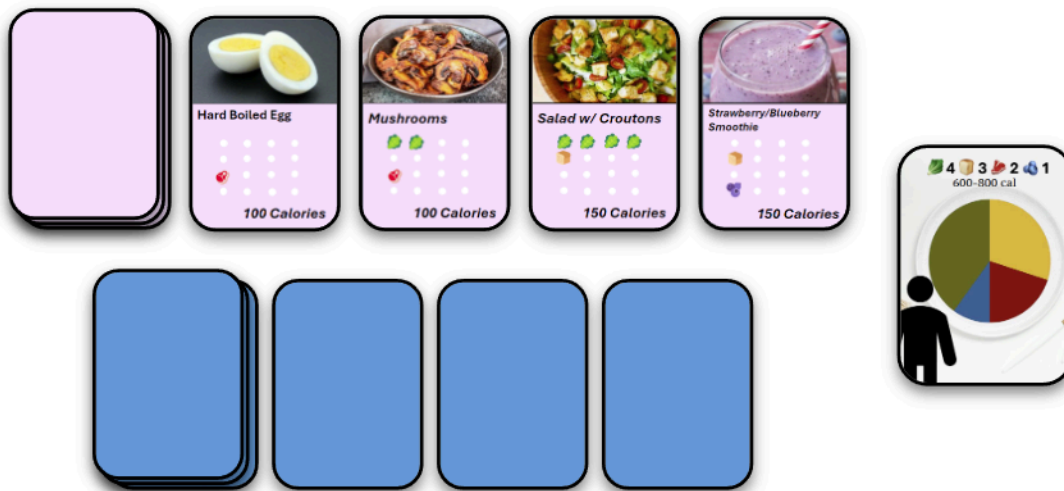 Hard Boiled Egg
100 Calories
Mushrooms
100 Calories
Salad w/ Croutons
150 Calories
Strawberry/Blueberry
Smoothie
150 Calories
4 3 2 1
600-800 cal